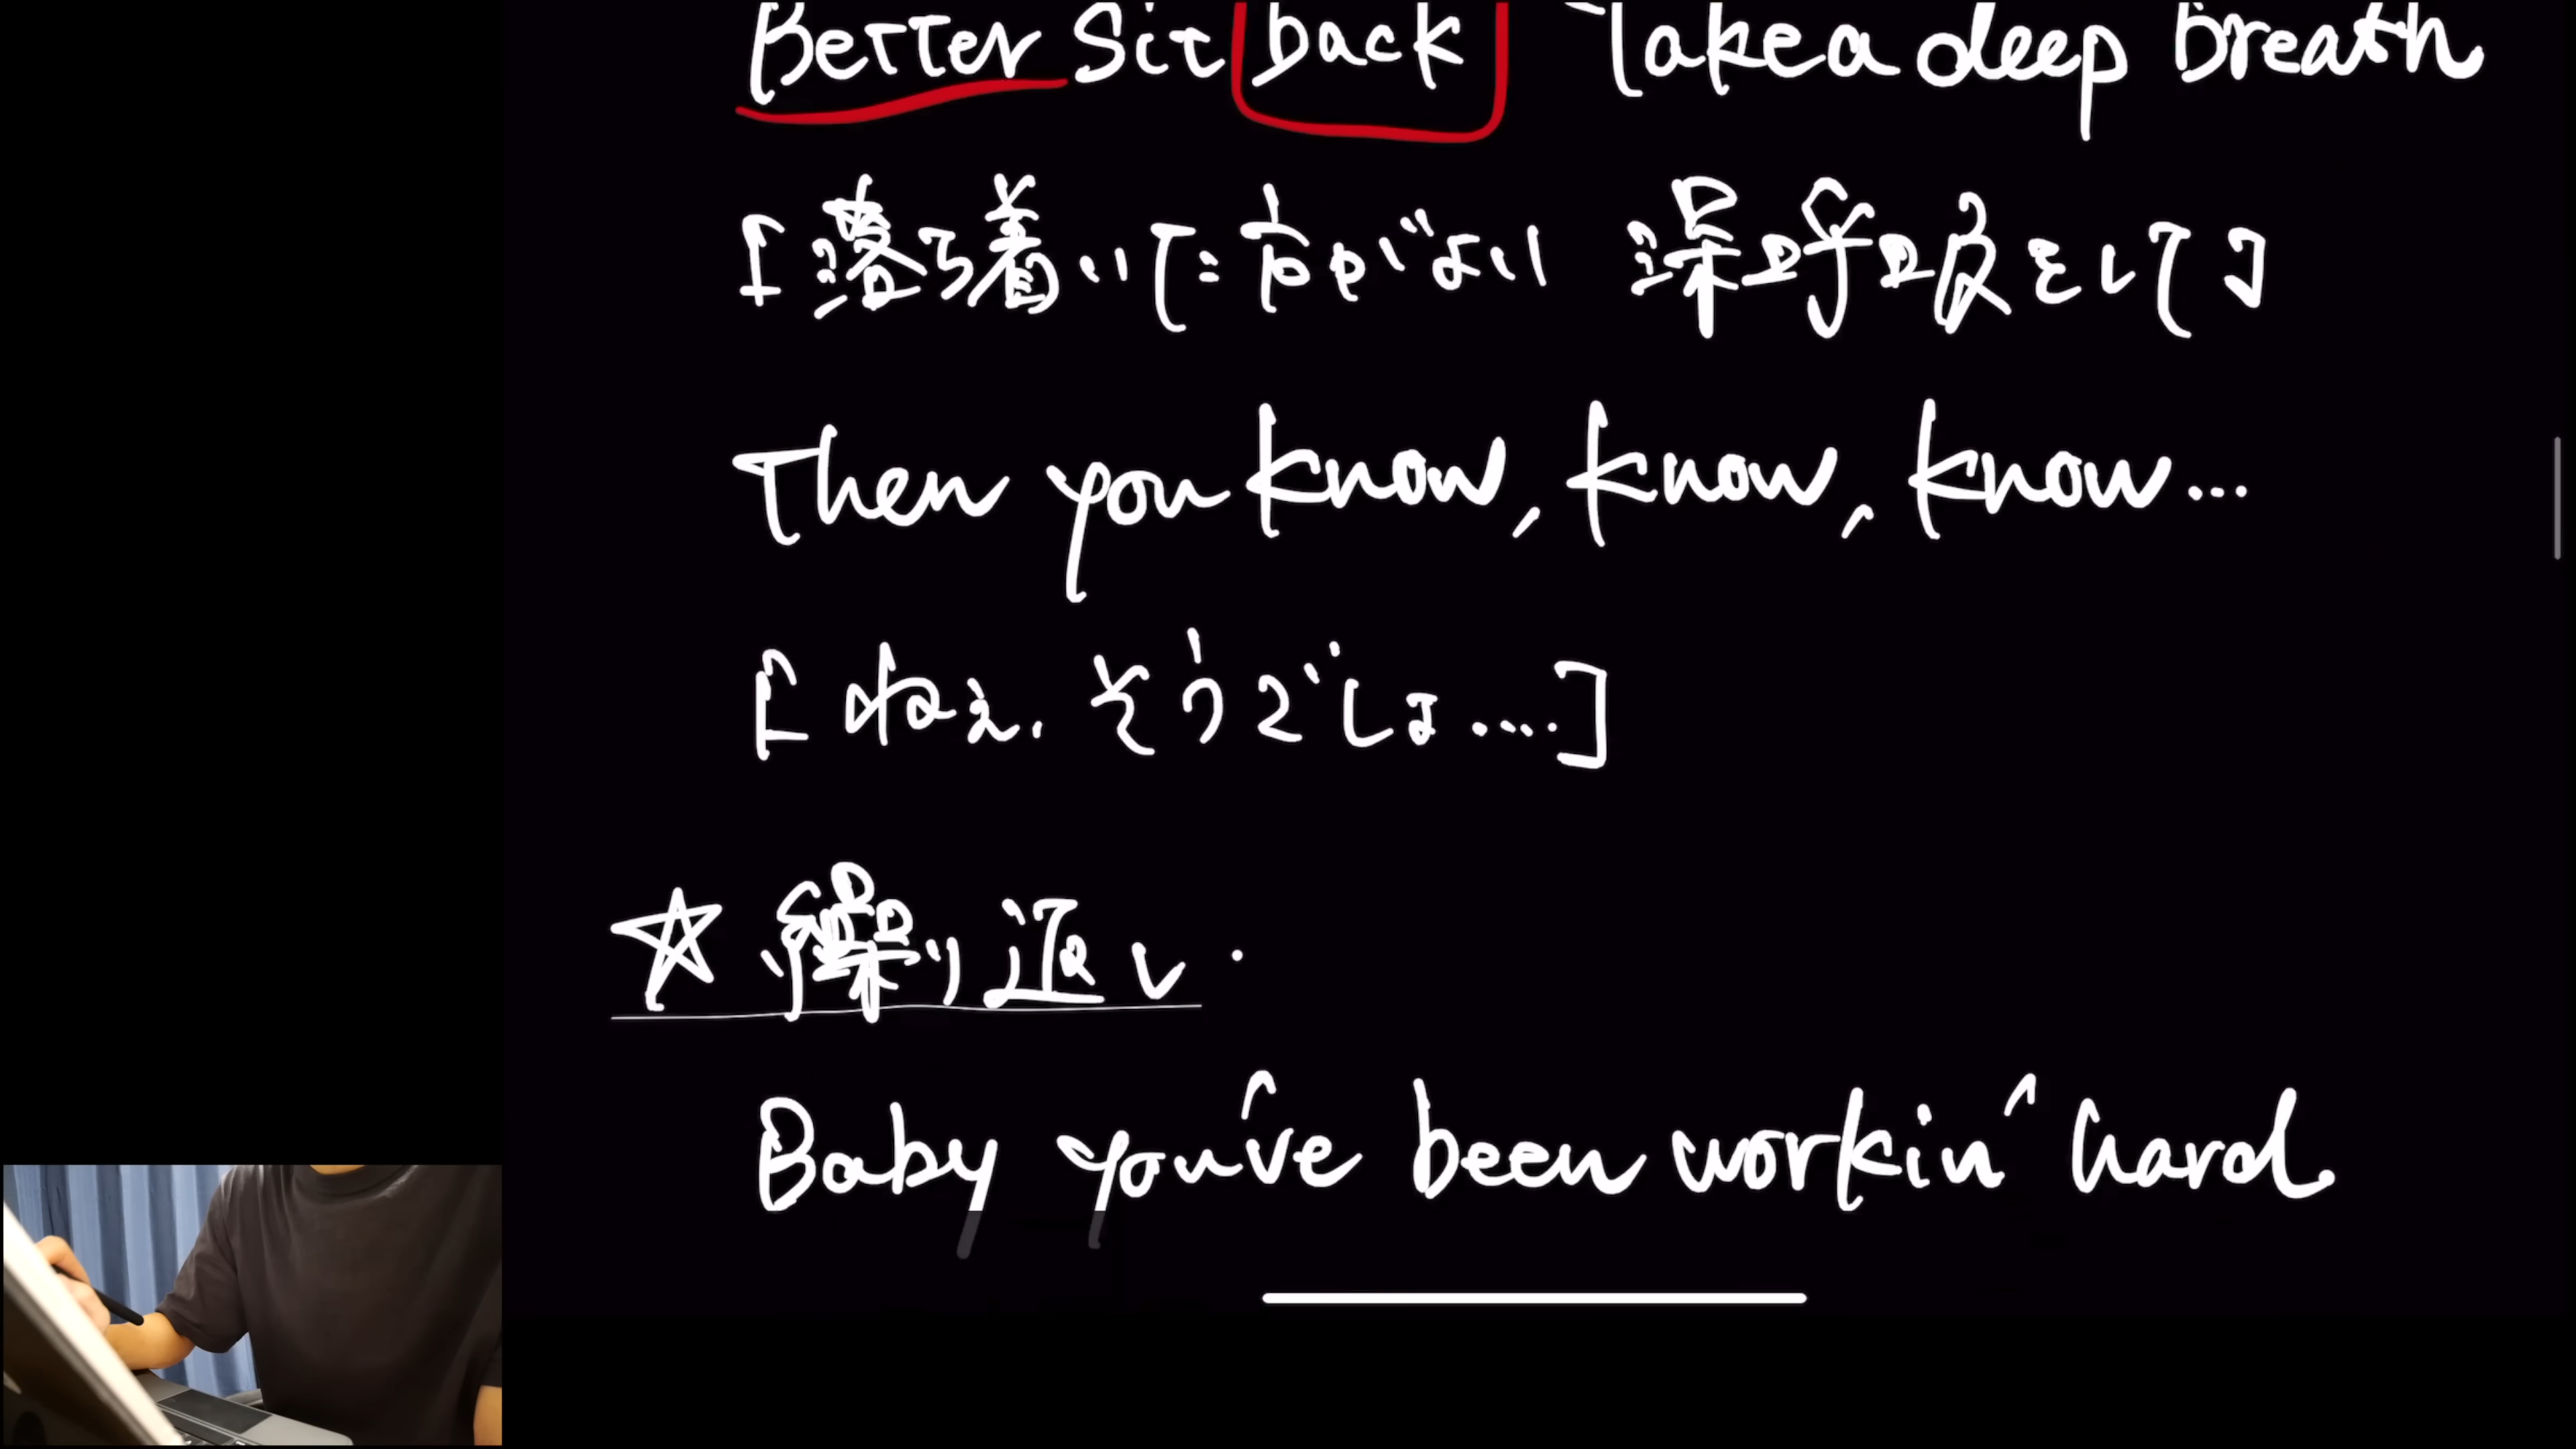 Better Sit back Take a deep breath
「落ち着いた方がよい 深呼吸をして」
Then you know, know, know...
[ ねぇ、そうでしょ....]
☆ 繰り返し.
Baby you've been workin' hard